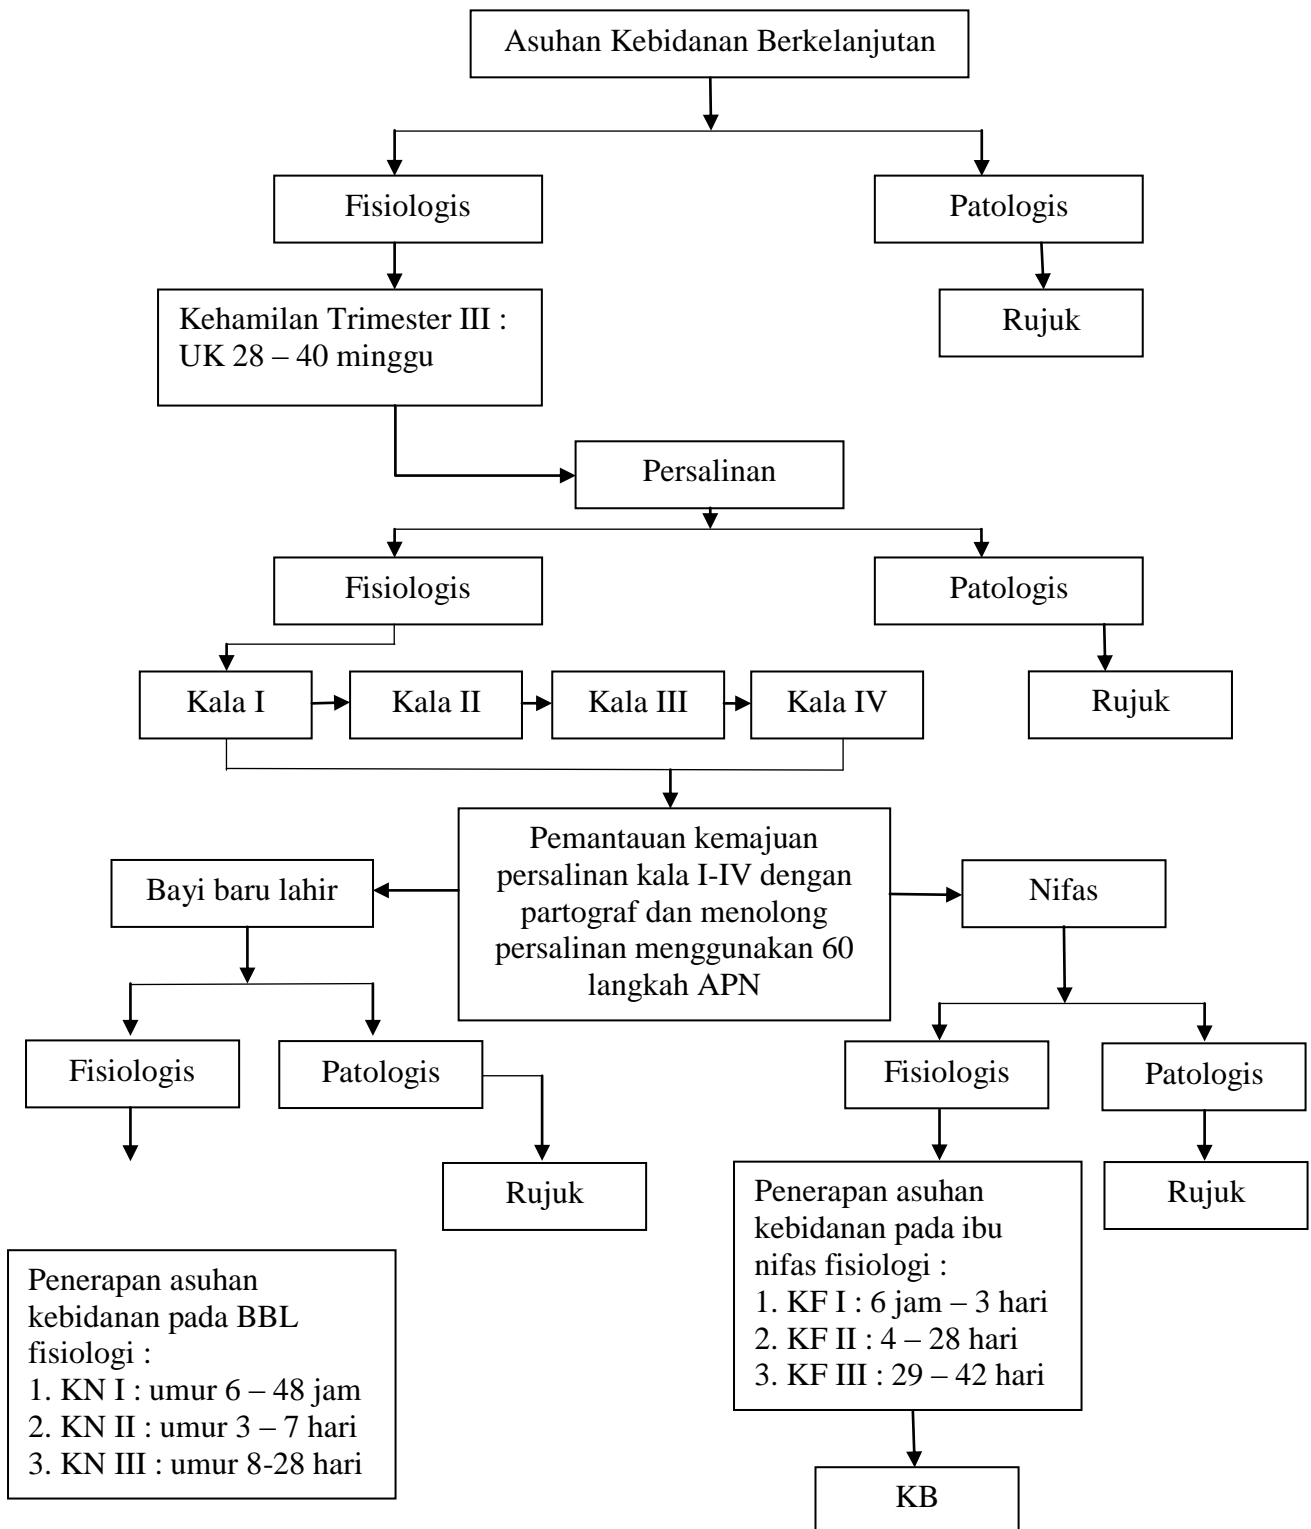 Asuhan Kebidanan Berkelanjutan
Fisiologis
Patologis
Kehamilan Trimester III :
UK 28 – 40 minggu
Rujuk
Persalinan
Fisiologis
Patologis
Kala I
Kala II
Kala III
Kala IV
Rujuk
Pemantauan kemajuan
persalinan kala I-IV dengan
partograf dan menolong
persalinan menggunakan 60
langkah APN
Bayi baru lahir
Nifas
Fisiologis
Patologis
Fisiologis
Patologis
Rujuk
Penerapan asuhan
kebidanan pada ibu
nifas fisiologi :
1. KF I : 6 jam – 3 hari
2. KF II : 4 – 28 hari
3. KF III : 29 – 42 hari
Rujuk
Penerapan asuhan
kebidanan pada BBL
fisiologi :
1. KN I : umur 6 – 48 jam
2. KN II : umur 3 – 7 hari
3. KN III : umur 8-28 hari
KB